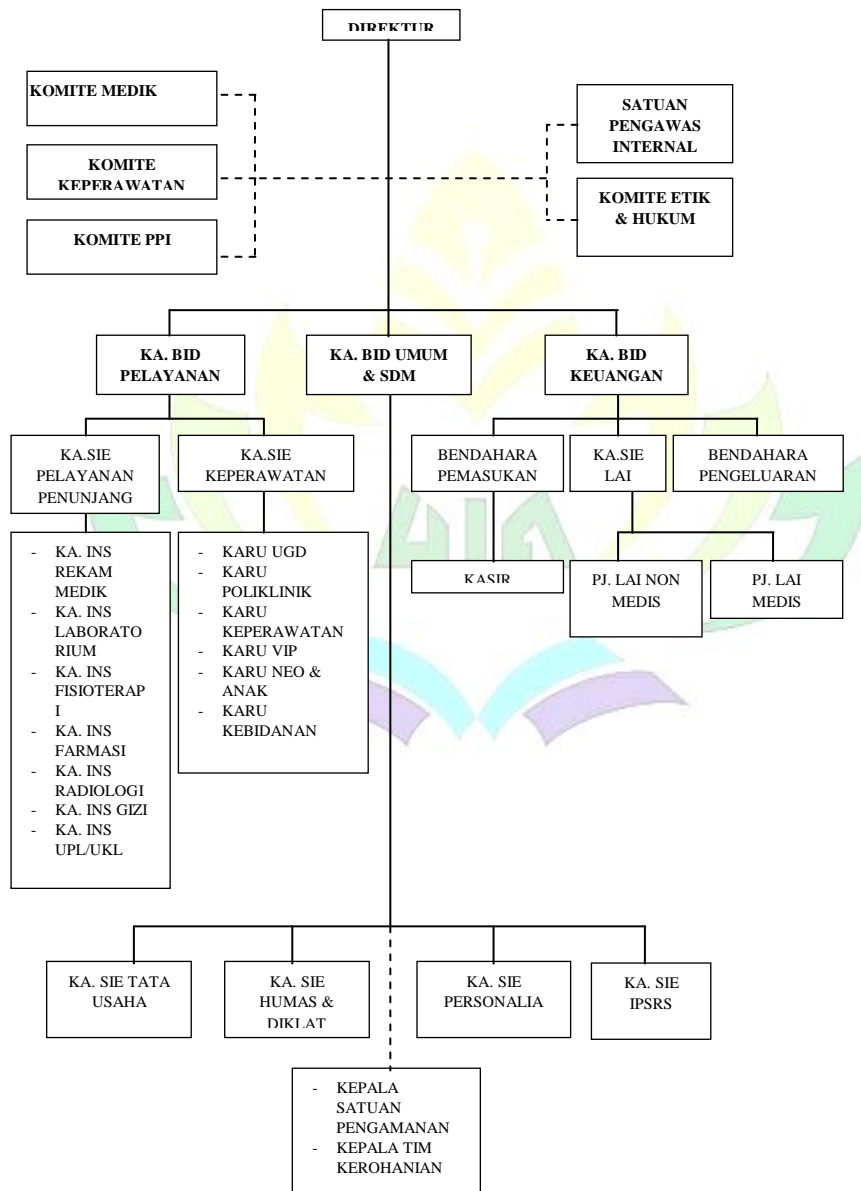 DIREKTUR
KOMITE MEDIK
SATUAN
PENGAWAS
INTERNAL
KOMITE
KEPERAWATAN
KOMITE ETIK
& HUKUM
KOMITE PPI
KA. BID
PELAYANAN
KA. BID UMUM
& SDM
KA. BID
KEUANGAN
KA.SIE
PELAYANAN
PENUNJANG
KA.SIE
KEPERAWATAN
BENDAHARA
PEMASUKAN
KA.SIE
LAI
BENDAHARA
PENGELUARAN
- KA. INS
REKAM
MEDIK
- KA. INS
LABORATO
RIUM
- KA. INS
FISIOTERAP
I
- KA. INS
FARMASI
- KA. INS
RADIOLOGI
- KA. INS GIZI
- KA. INS
UPL/UKL
- KARU UGD
- KARU
POLIKLINIK
- KARU
KEPERAWATAN
- KARU VIP
- KARU NEO &
ANAK
- KARU
KEBIDANAN
KASIR
PJ. LAI NON
MEDIS
PJ. LAI
MEDIS
KA. SIE TATA
USAHA
KA. SIE
HUMAS &
DIKLAT
KA. SIE
PERSONALIA
KA. SIE
IPSRS
- KEPALA
SATUAN
PENGAMANAN
- KEPALA TIM
KEROHANIAN